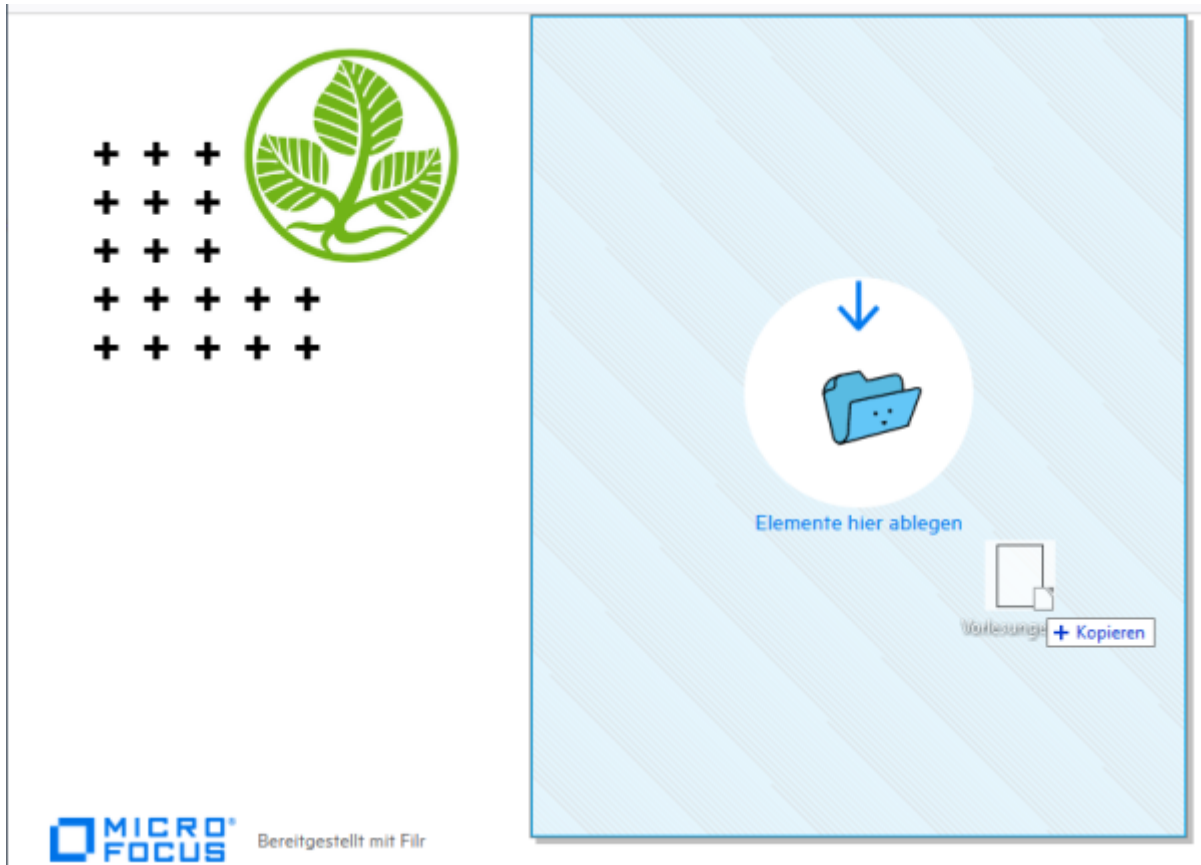 Elemente hier ablegen
+ Kopieren
MICRO
FOCUS®
Bereitgestellt mit Filr